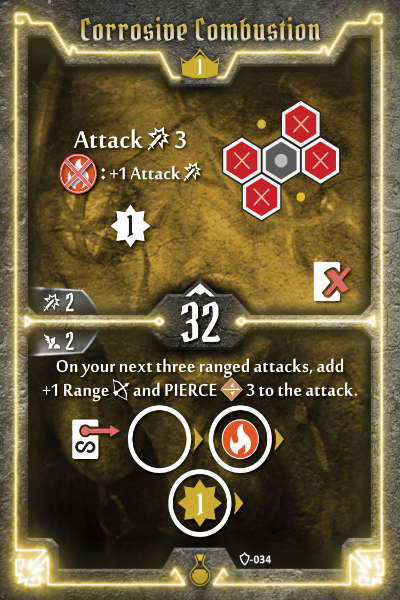 Corrosive Combustion
1
Attack 3
: +1 Attack
1
2
32
2
On your next three ranged attacks, add
+1 Range and PIERCE 3 to the attack.
S
1
-034